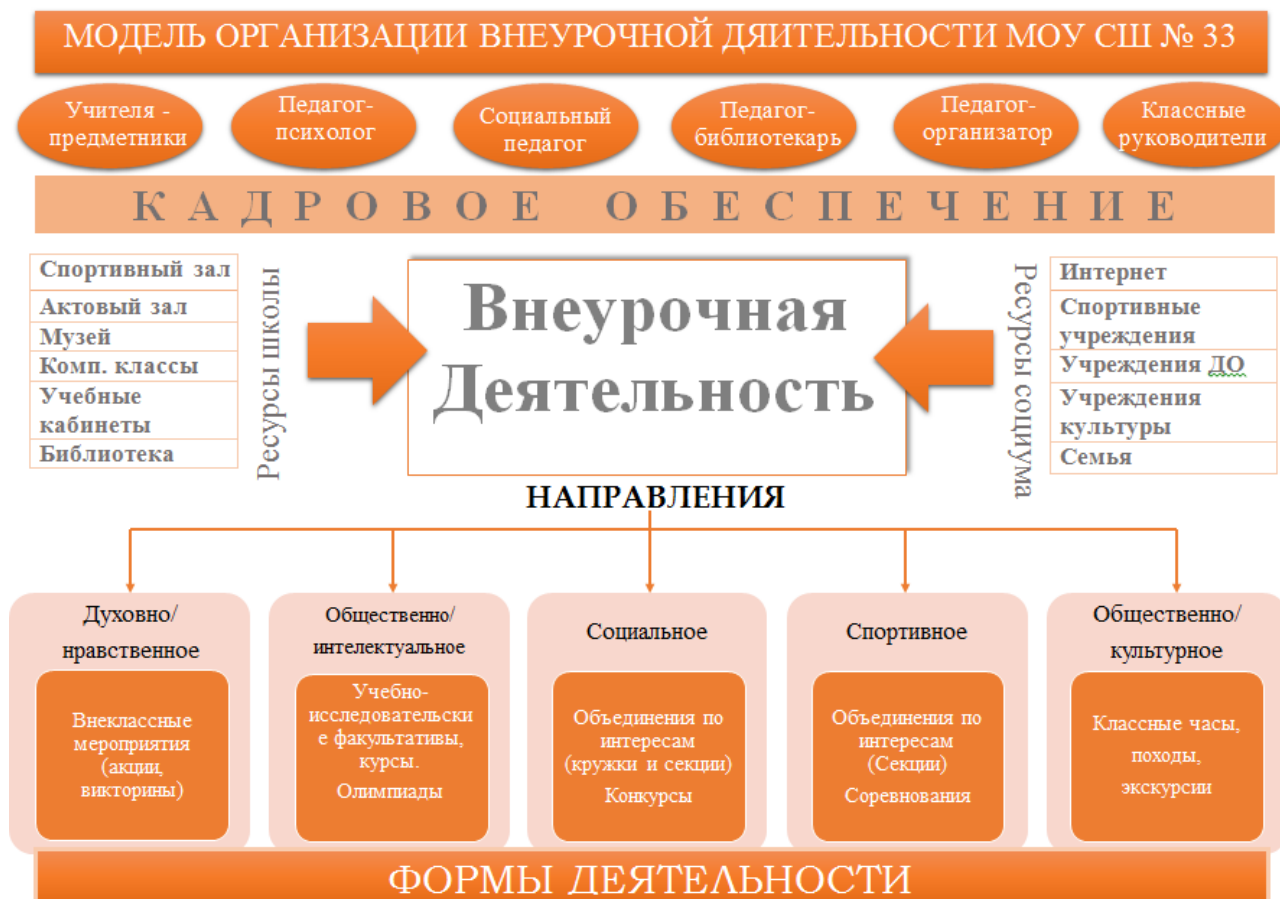 МОДЕЛЬ ОРГАНИЗАЦИИ ВНЕУРОЧНОЙ ДЯИТЕЛЬНОСТИ МОУ СШ № 33
Учителя -
предметники
Педагог-
психолог
Социальный
педагог
Педагог-
библиотекарь
Педагог-
организатор
Классные
руководители
КАДРОВОЕ ОБЕСПЕЧЕНИЕ
Спортивный зал
Актовый зал
Музей
Комп. классы
Учебные
кабинеты
Библиотека
Ресурсы школы
Внеурочная
Деятельность
Ресурсы социума
Интернет
Спортивные
учреждения
Учреждения ДО
Учреждения
культуры
Семья
НАПРАВЛЕНИЯ
Духовно/
нравственное
Внеклассные
мероприятия
(акции,
викторины)
Общественно/
интелектуальное
Учебно-
исследовательски
е факультативы,
курсы.
Олимпиады
Социальное
Объединения по
интересам
(кружки и секции)
Конкурсы
Спортивное
Объединения по
интересам
(Секции)
Соревнования
Общественно/
культурное
Классные часы,
походы,
экскурсии
ФОРМЫ ДЕЯТЕЛЬНОСТИ